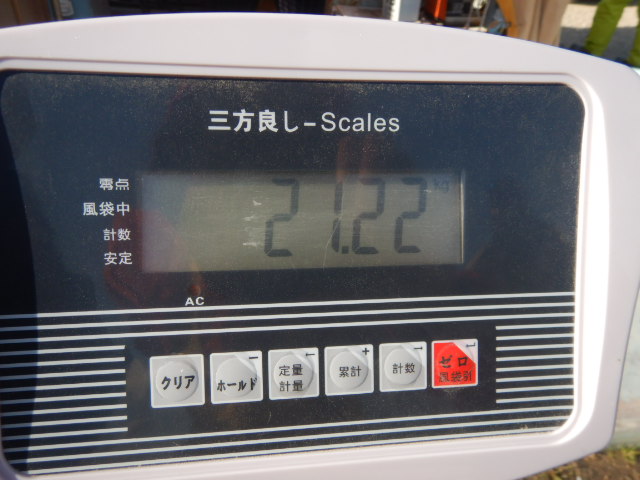 三方良し-Scales
零点
風袋中
計数
安定
21.22 kg
AC
クリア
ホールド
定量
計量
累計
計数
ゼロ
風袋引